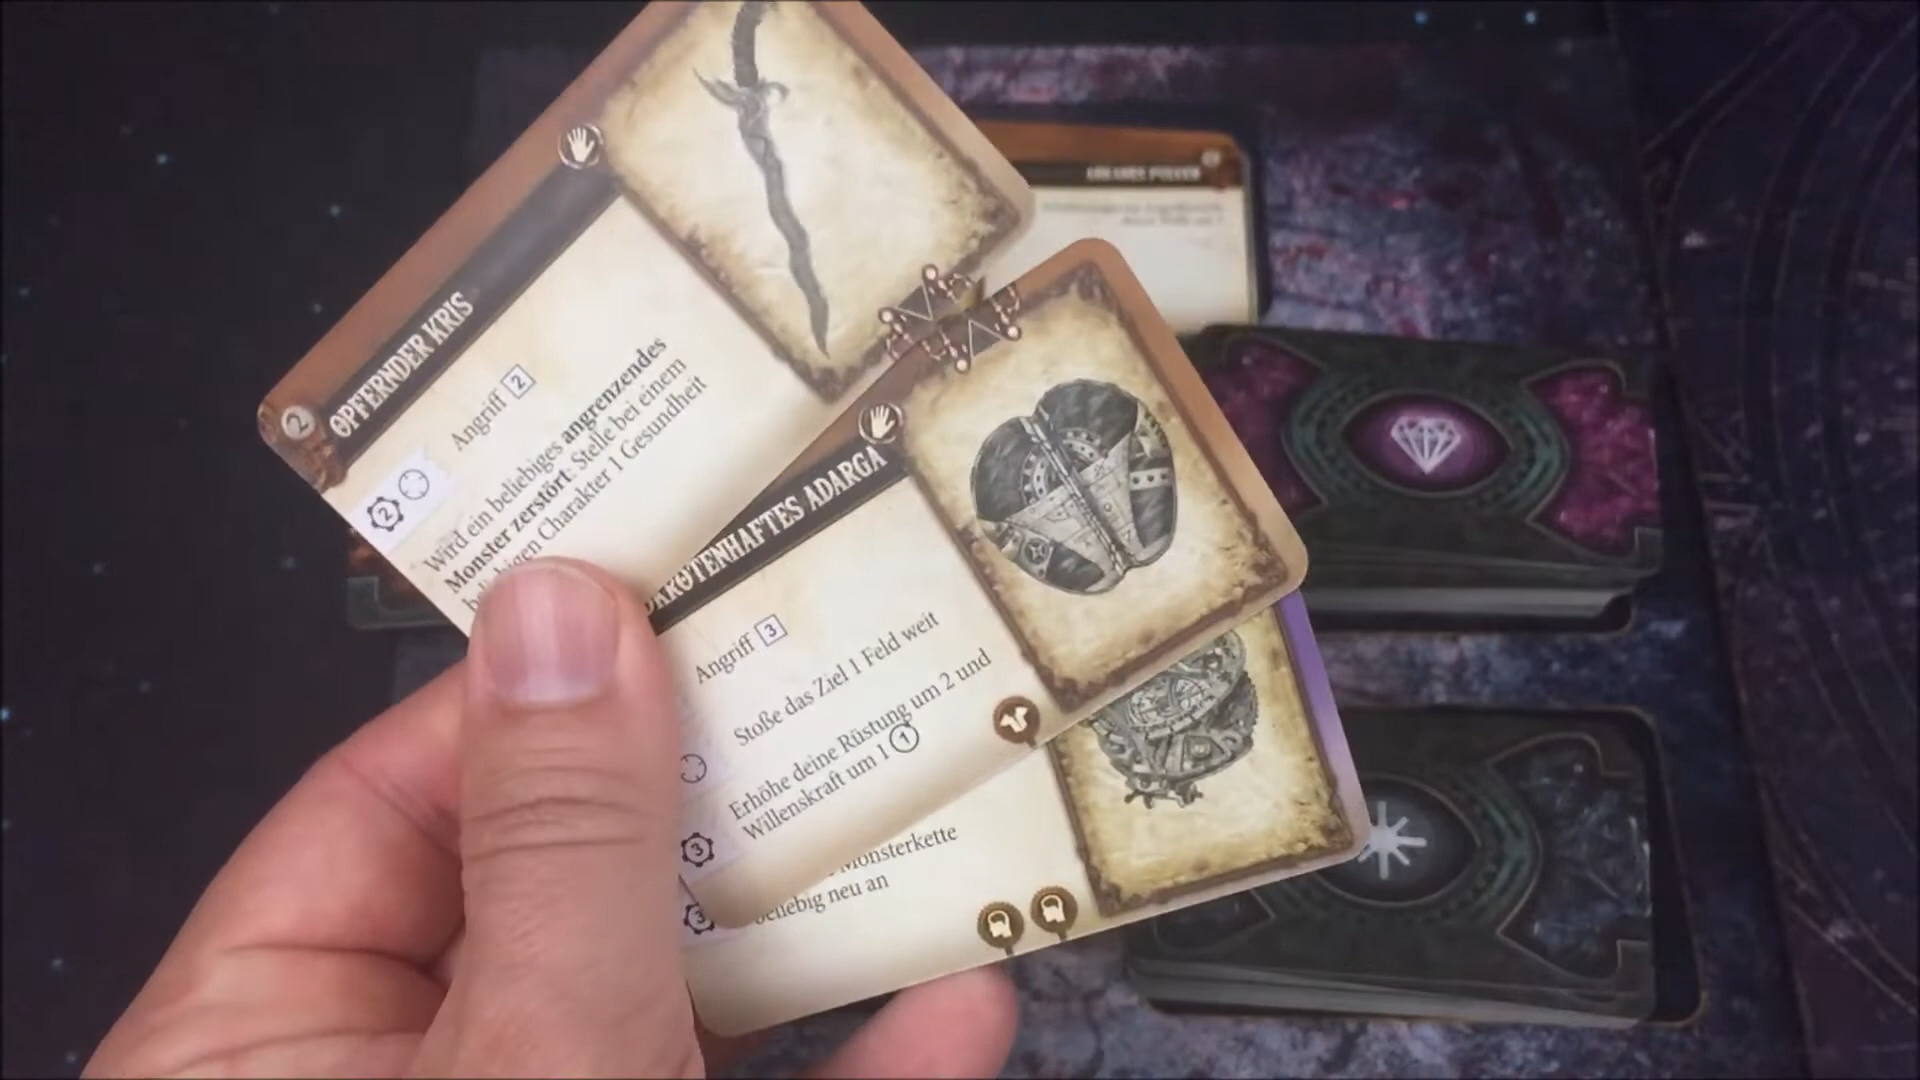 2 OPFERNDER KRIS
Angriff 2
2
Wird ein beliebiges angrenzendes
Monster zerstört: Stelle bei einem
beliebigen Charakter 1 Gesundheit
KRÖTENHAFTES ADARGA
Angriff 3
Stoße das Ziel 1 Feld weit
3 Erhöhe deine Rüstung um 2 und
Willenskraft um 1 1
Monsterkette
3 beliebig neu an